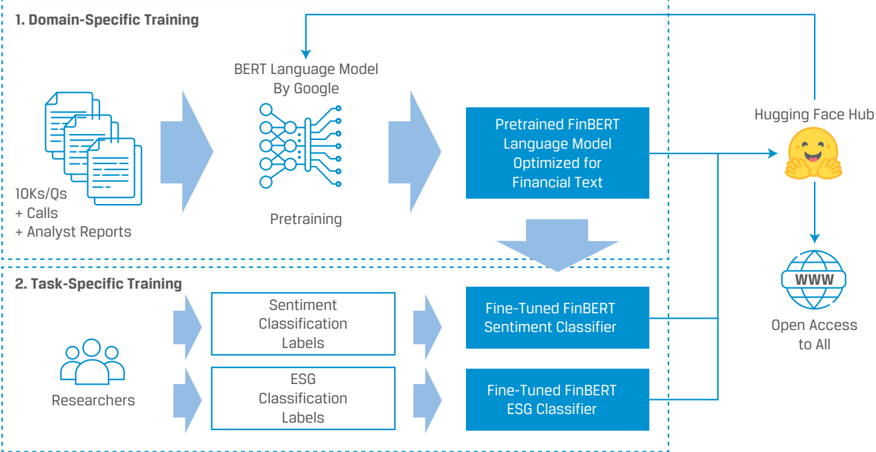 1. Domain-Specific Training
BERT Language Model
By Google
Hugging Face Hub
Pretrained FinBERT
Language Model
Optimized for
Financial Text
10Ks/Qs
+ Calls
+ Analyst Reports
Pretraining
2. Task-Specific Training
Sentiment
Classification
Labels
Fine-Tuned FinBERT
Sentiment Classifier
WWW
Open Access
to All
Researchers
ESG
Classification
Labels
Fine-Tuned FinBERT
ESG Classifier